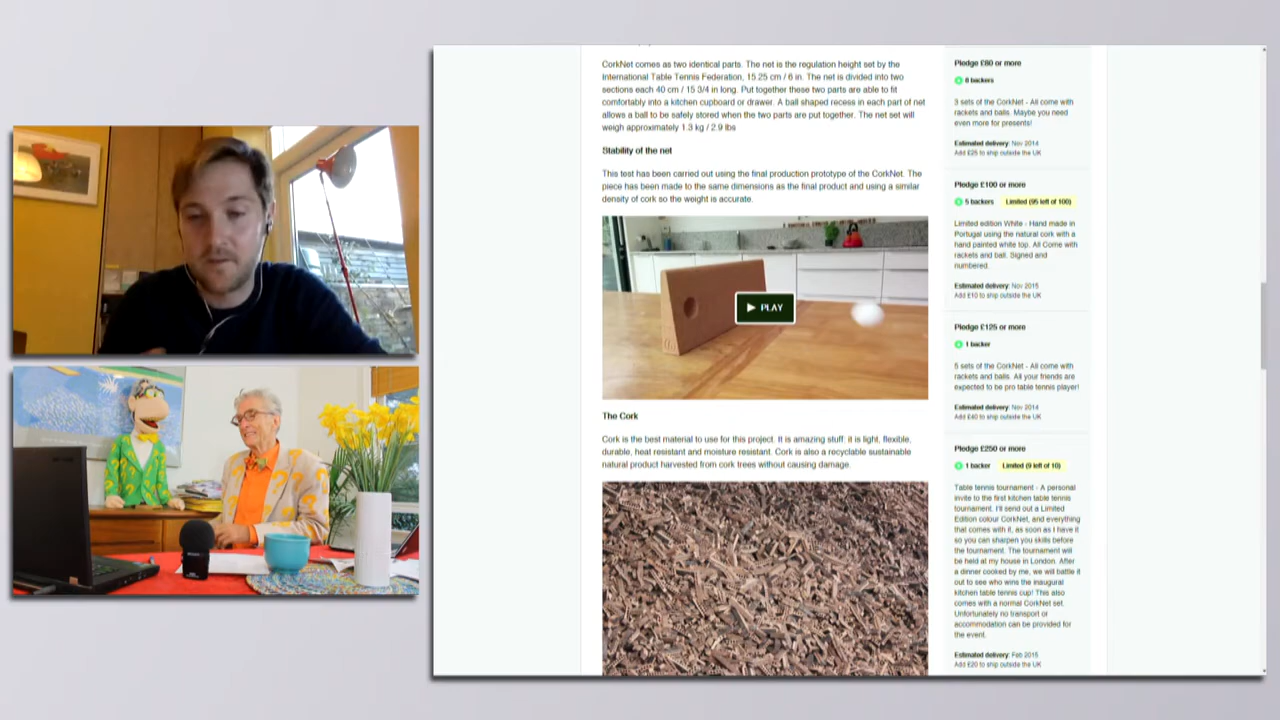 CorkNet comes as two identical parts. The net is the regulation height set by the
International Table Tennis Federation, 15.25 cm / 6 in. The net is divided into two
sections each 40 cm / 15 3/4 in long. Put together these two parts are able to fit
comfortably into a kitchen cupboard or drawer. A ball shaped recess in each part of net
allows a ball to be safely stored when the two parts are put together. The net set will
weigh approximately 1.3 kg / 2.9 lbs
Stability of the net
This test has been carried out using the final production prototype of the CorkNet. The
piece has been made to the same dimensions as the final product and using a similar
density of cork so the weight is accurate.
PLAY
The Cork
Cork is the best material to use for this project. It is amazing stuff: it is light, flexible,
durable, heat resistant and moisture resistant. Cork is also a recyclable sustainable
natural product harvested from cork trees without causing damage.
Pledge £80 or more
6 backers
3 sets of the CorkNet - All come with
rackets and balls. Maybe you need
even more for presents!
Estimated delivery: Nov 2014
Add £25 to ship outside the UK
Pledge £100 or more
5 backers Limited (95 left of 100)
Limited edition White - Hand made in
Portugal using the natural cork with a
hand painted white top. All Come with
rackets and ball. Signed and
numbered.
Estimated delivery: Nov 2015
Add £10 to ship outside the UK
Pledge £125 or more
1 backer
5 sets of the CorkNet - All come with
rackets and balls. All your friends are
expected to be pro table tennis player!
Estimated delivery: Nov 2014
Add £40 to ship outside the UK
Pledge £250 or more
1 backer Limited (9 left of 10)
Table tennis tournament - A personal
invite to the first kitchen table tennis
tournament. I'll send out a Limited
Edition colour CorkNet, and everything
that comes with it, as soon as I have it
so you can sharpen you skills before
the tournament. The tournament will
be held at my house in London. After
a dinner cooked by me, we will battle it
out to see who wins the inaugural
kitchen table tennis cup! This also
comes with a normal CorkNet set.
Unfortunately no transport or
accommodation can be provided for
the event.
Estimated delivery: Feb 2015
Add £20 to ship outside the UK